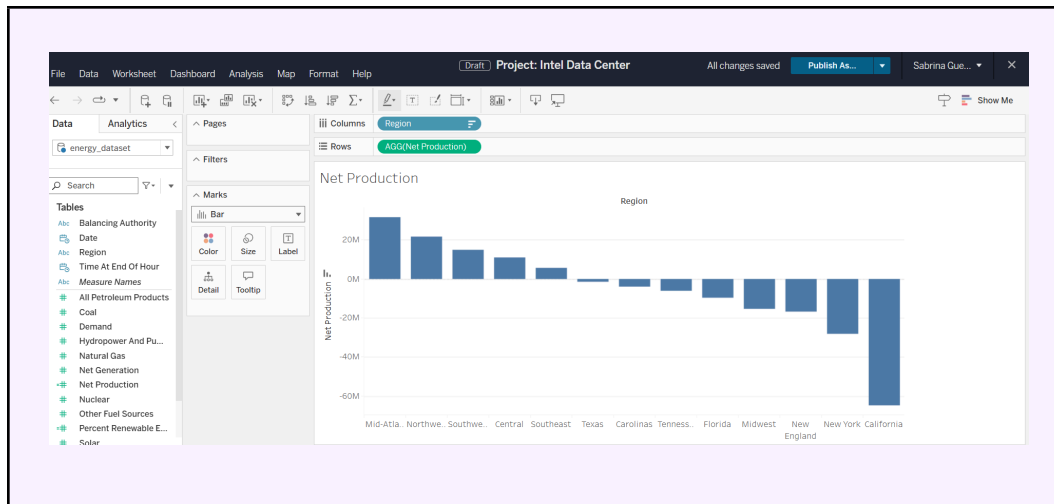 Draft Project: Intel Data Center
All changes saved
Publish As...
Sabrina Gue...
File Data Worksheet Dashboard Analysis Map Format Help
Show Me
Data Analytics
energy_dataset
Search
Tables
Abc Balancing Authority
Date
Abc Region
Time At End Of Hour
Abc Measure Names
# All Petroleum Products
# Coal
# Demand
# Hydropower And Pu...
# Natural Gas
# Net Generation
=# Net Production
# Nuclear
# Other Fuel Sources
=# Percent Renewable E...
# Solar
Pages
Filters
Marks
Bar
Color Size Label
Detail Tooltip
Columns Region
Rows AGG(Net Production)
Net Production
Region
Net Production
20M
0M
-20M
-40M
-60M
Mid-Atla.. Northwe.. Southwe.. Central Southeast Texas Carolinas Tenness.. Florida Midwest New England New York California